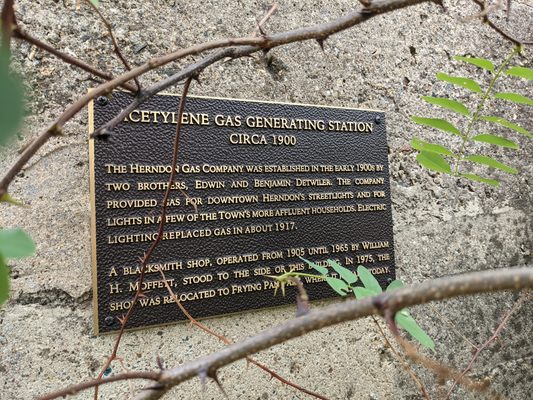 ACETYLENE GAS GENERATING STATION
CIRCA 1900
THE HERNDON GAS COMPANY WAS ESTABLISHED IN THE EARLY 1900S BY
TWO BROTHERS, EDWIN AND BENJAMIN DETWILER. THE COMPANY
PROVIDED GAS FOR DOWNTOWN HERNDON'S STREETLIGHTS AND FOR
LIGHTS IN A FEW OF THE TOWN'S MORE AFFLUENT HOUSEHOLDS. ELECTRIC
LIGHTING REPLACED GAS IN ABOUT 1917.
A BLACKSMITH SHOP, OPERATED FROM 1905 UNTIL 1965 BY WILLIAM
H. MOFFETT, STOOD TO THE SIDE OF THIS BUILDING. IN 1975, THE
SHOP WAS RELOCATED TO FRYING PAN WHERE IT TODAY.